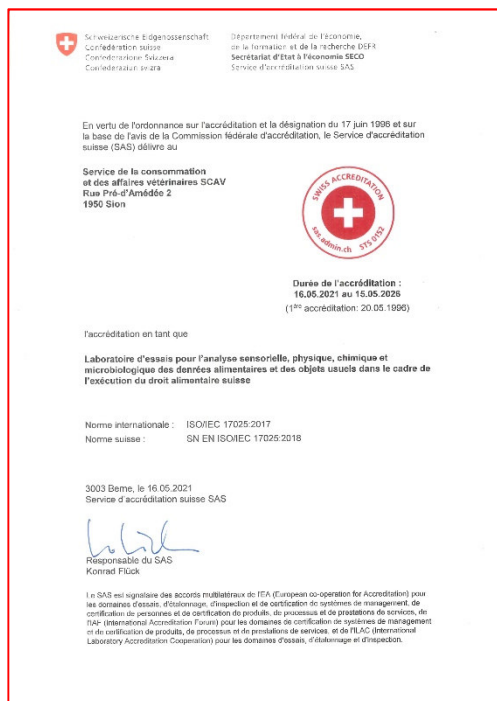 Schweizerische Eidgenossenschaft
Confédération suisse
Confederazione Svizzera
Confederaziun svizra
Département fédéral de l'économie,
de la formation et de la recherche DEFR
Secrétariat d'Etat à l'économie SECO
Service d'accréditation suisse SAS
En vertu de l'ordonnance sur l'accréditation et la désignation du 17 juin 1996 et sur
la base de l'avis de la Commission fédérale d'accréditation, le Service d'accréditation
suisse (SAS) délivre au
Service de la consommation
et des affaires vétérinaires SCAV
Rue Pré-d'Amédée 2
1950 Sion
SWISS ACCREDITATION
sas.admin.ch STS 0152
Durée de l'accréditation :
16.05.2021 au 15.05.2026
(1ère accréditation: 20.05.1996)
l'accréditation en tant que
Laboratoire d'essais pour l'analyse sensorielle, physique, chimique et
microbiologique des denrées alimentaires et des objets usuels dans le cadre de
l'exécution du droit alimentaire suisse
Norme internationale : ISO/IEC 17025:2017
Norme suisse : SN EN ISO/IEC 17025:2018
3003 Berne, le 16.05.2021
Service d'accréditation suisse SAS
Responsable du SAS
Konrad Flück
Le SAS est signataire des accords multilatéraux de l'EA (European co-operation for Accreditation) pour
les domaines d'essais, d'étalonnage, d'inspection et de certification de systèmes de management, de
certification de personnes et de certification de produits, de processus et de prestations de services, de
l'IAF (International Accreditation Forum) pour les domaines de certification de systèmes de management
et de certification de produits, de processus et de prestations de services, et de l'ILAC (International
Laboratory Accreditation Cooperation) pour les domaines d'essais, d'étalonnage et d'inspection.